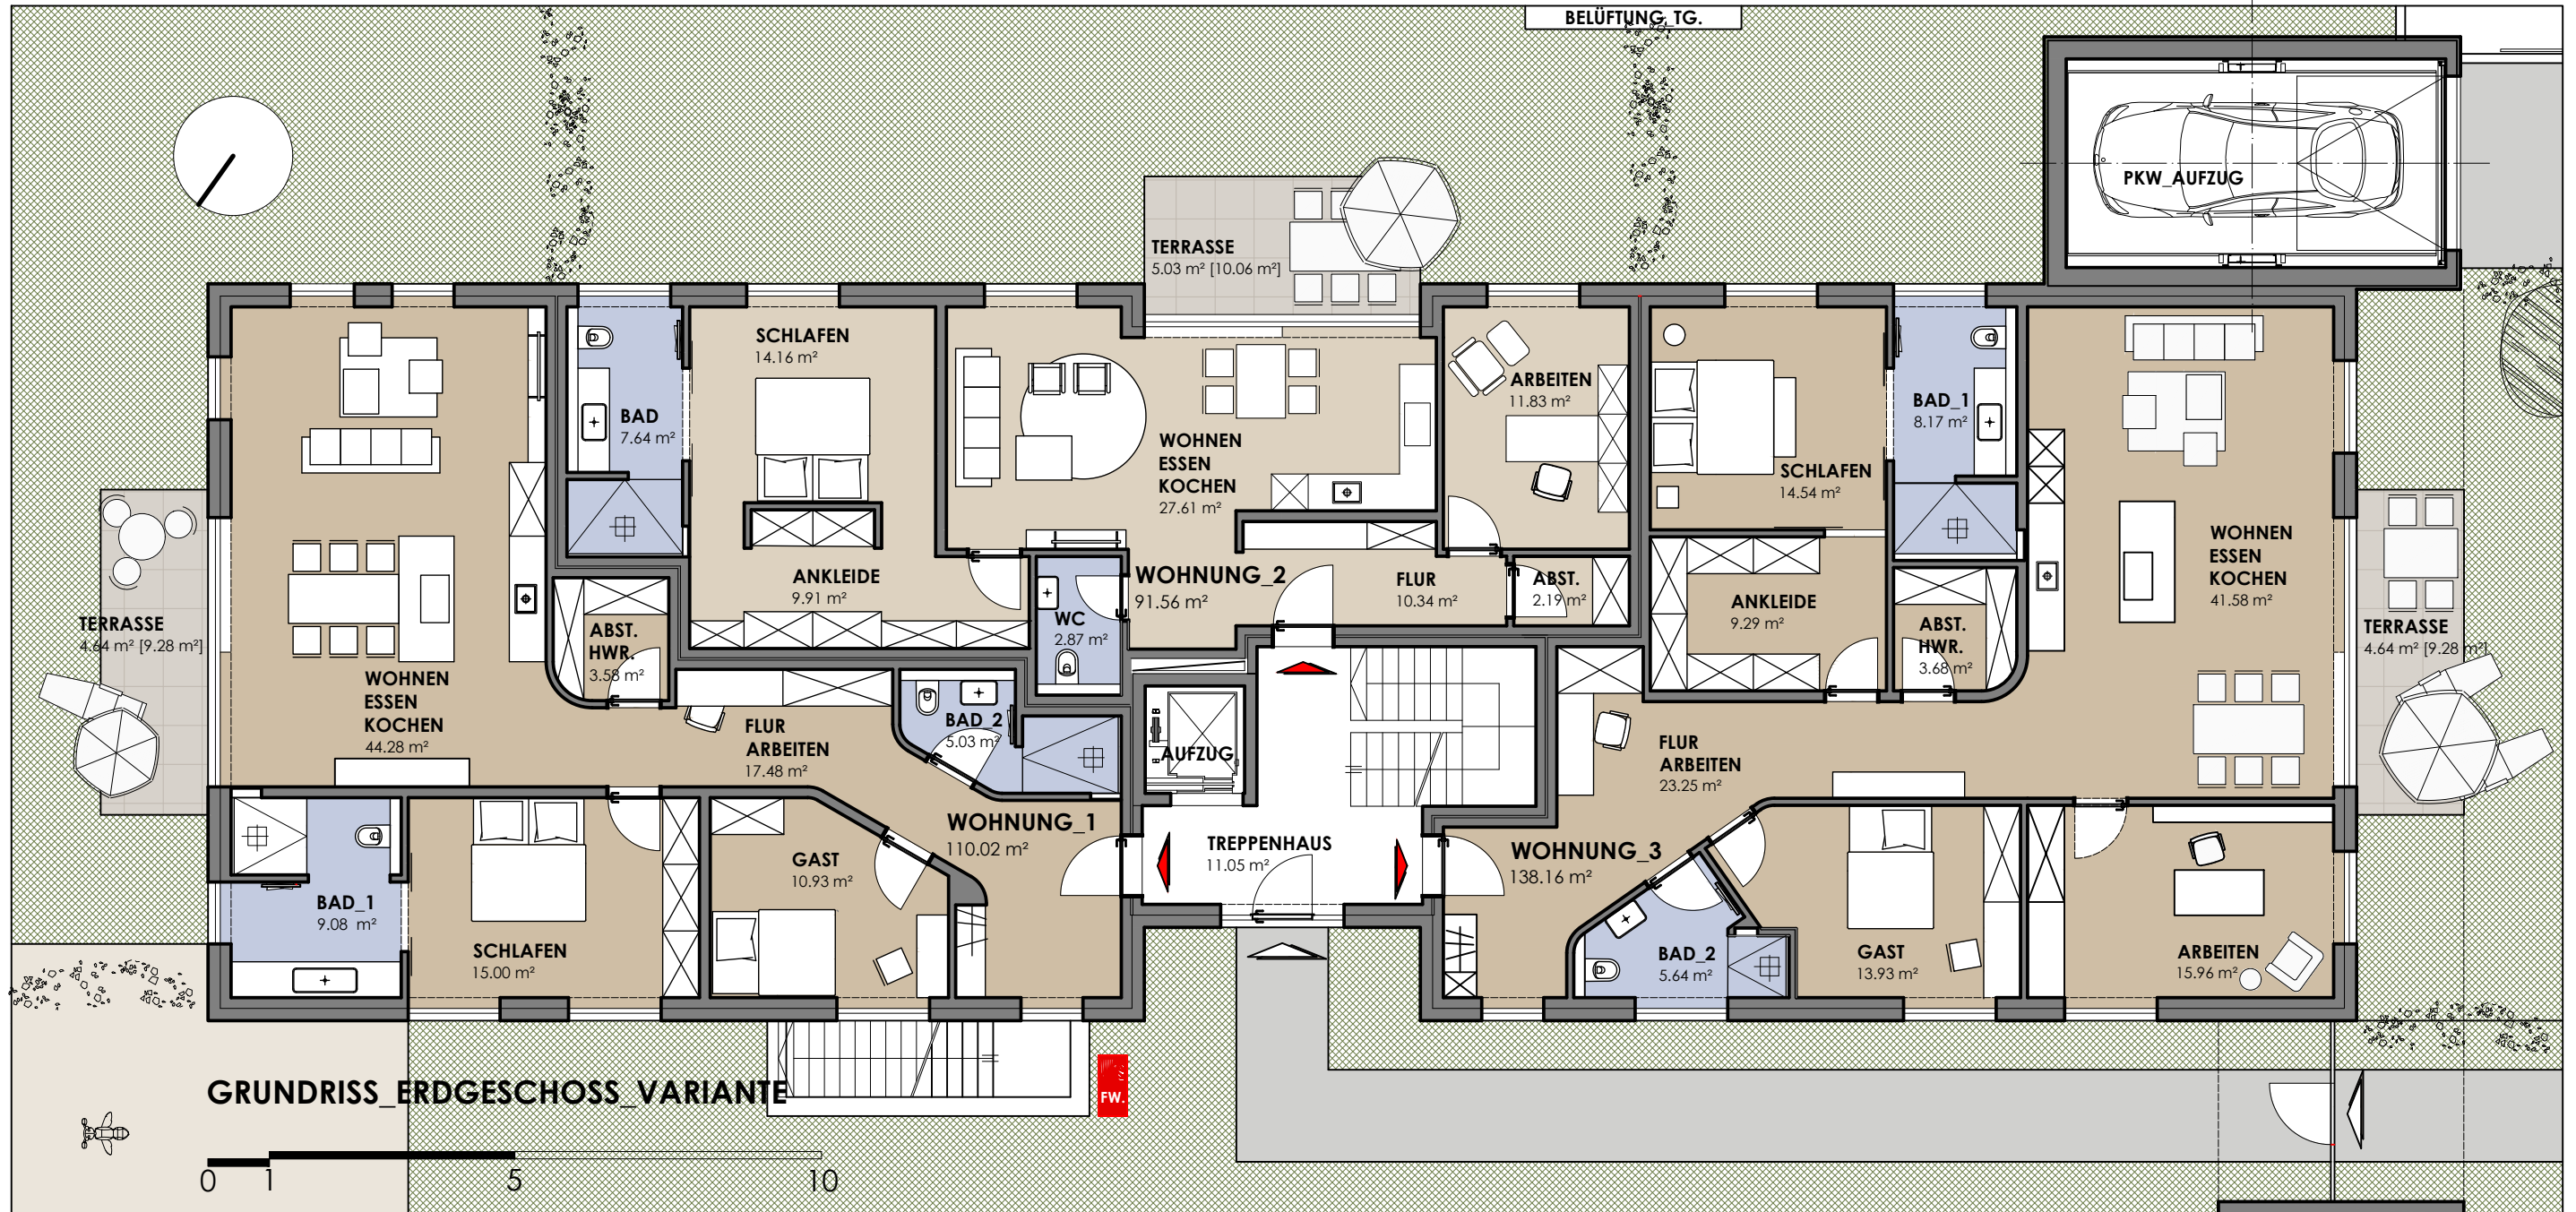 BELÜFTUNG_TG.
PKW_AUFZUG
TERRASSE
5.03 m² [10.06 m²]
SCHLAFEN
14.16 m²
BAD
7.64 m²
ARBEITEN
11.83 m²
BAD_1
8.17 m²
WOHNEN
ESSEN
KOCHEN
27.61 m²
SCHLAFEN
14.54 m²
WOHNEN
ESSEN
KOCHEN
41.58 m²
ANKLEIDE
9.91 m²
WOHNUNG_2
91.56 m²
FLUR
10.34 m²
ABST.
2.19 m²
ANKLEIDE
9.29 m²
WC
2.87 m²
ABST.
HWR.
3.58 m²
ABST.
HWR.
3.68 m²
TERRASSE
4.64 m² [9.28 m²]
TERRASSE
4.64 m² [9.28 m²]
WOHNEN
ESSEN
KOCHEN
44.28 m²
FLUR
ARBEITEN
17.48 m²
BAD_2
5.03 m²
AUFZUG
FLUR
ARBEITEN
23.25 m²
WOHNUNG_1
110.02 m²
TREPPENHAUS
11.05 m²
WOHNUNG_3
138.16 m²
GAST
10.93 m²
BAD_1
9.08 m²
SCHLAFEN
15.00 m²
BAD_2
5.64 m²
GAST
13.93 m²
ARBEITEN
15.96 m²
GRUNDRISS_ERDGESCHOSS_VARIANTE
FW.
0 1 5 10